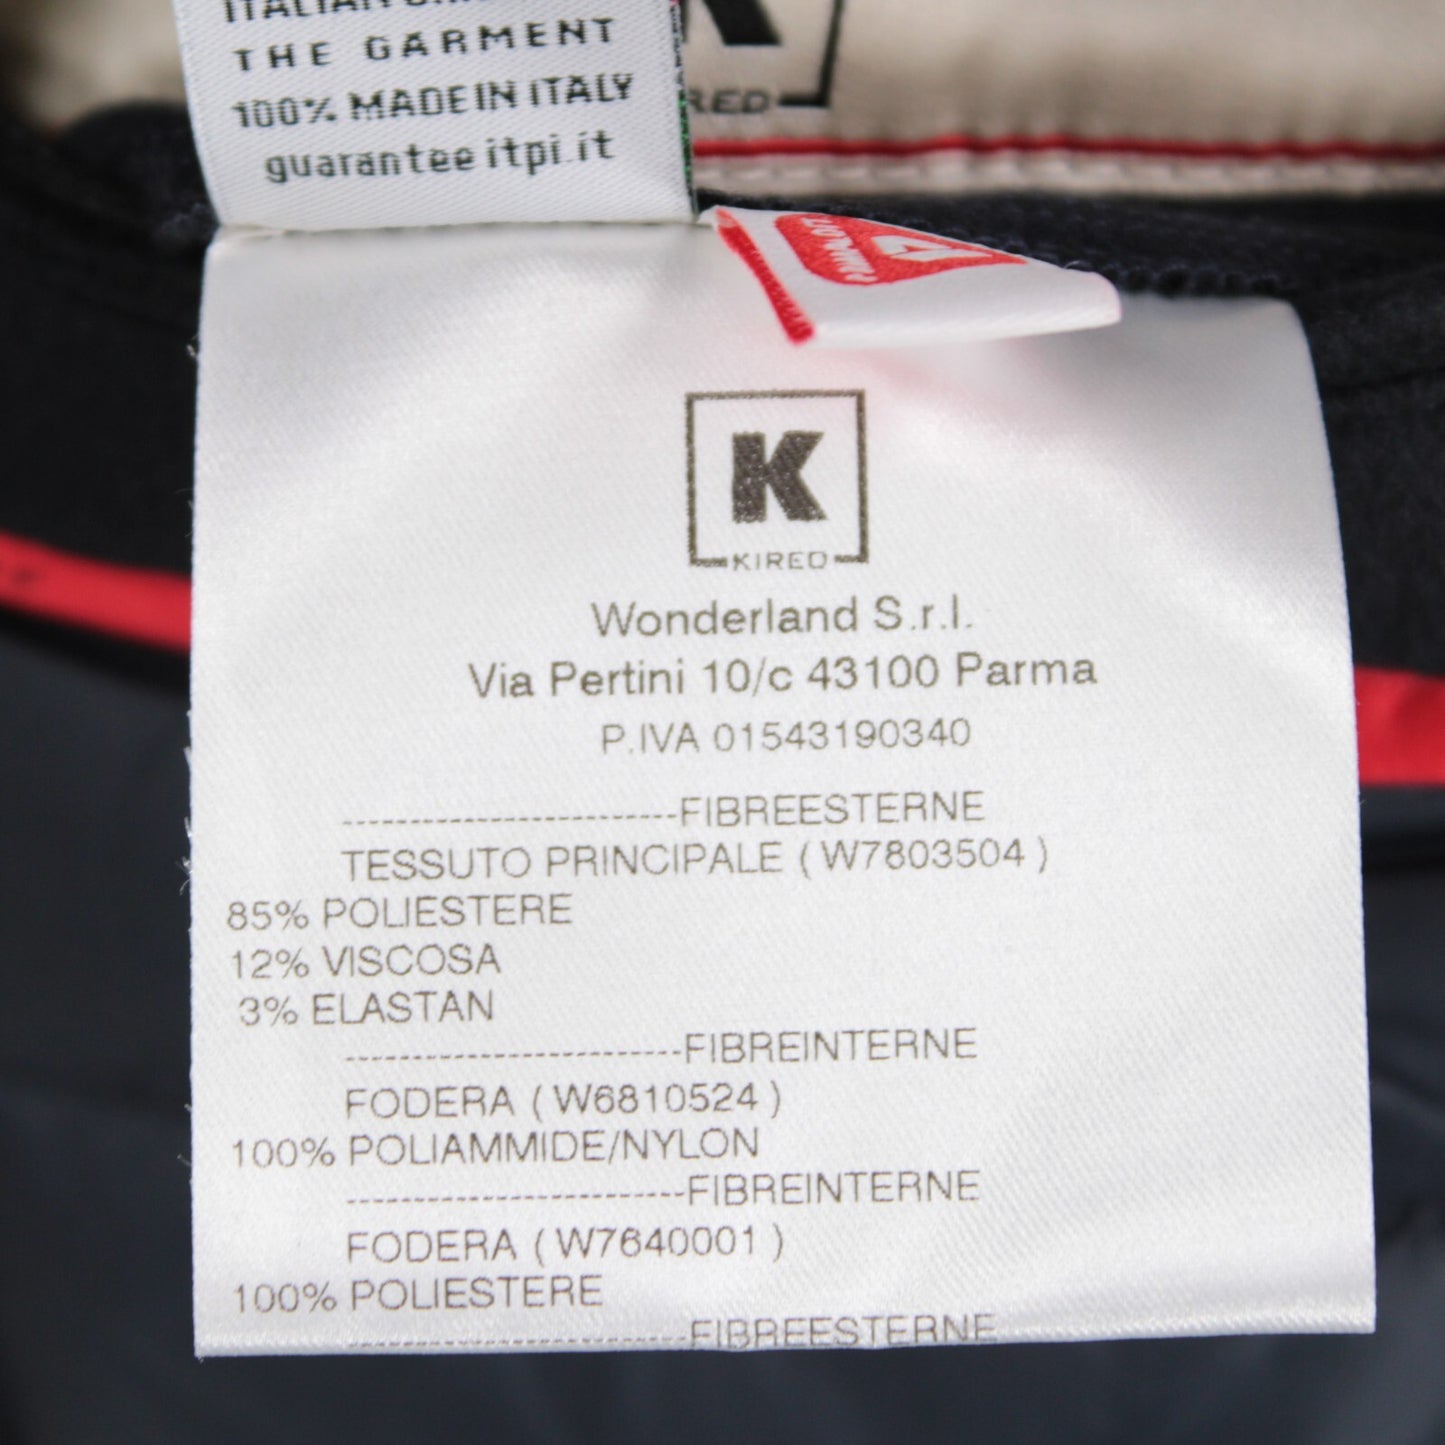 THE GARMENT
100% MADE IN ITALY
guarantee itpi.it
K
KIRED
Wonderland S.r.l.
Via Pertini 10/c 43100 Parma
P.IVA 01543190340
-------------------------FIBREESTERNE
TESSUTO PRINCIPALE ( W7803504 )
85% POLIESTERE
12% VISCOSA
3% ELASTAN
-------------------------FIBREINTERNE
FODERA ( W6810524 )
100% POLIAMMIDE/NYLON
-------------------------FIBREINTERNE
FODERA ( W7640001 )
100% POLIESTERE
-------------------------FIBREESTERNE